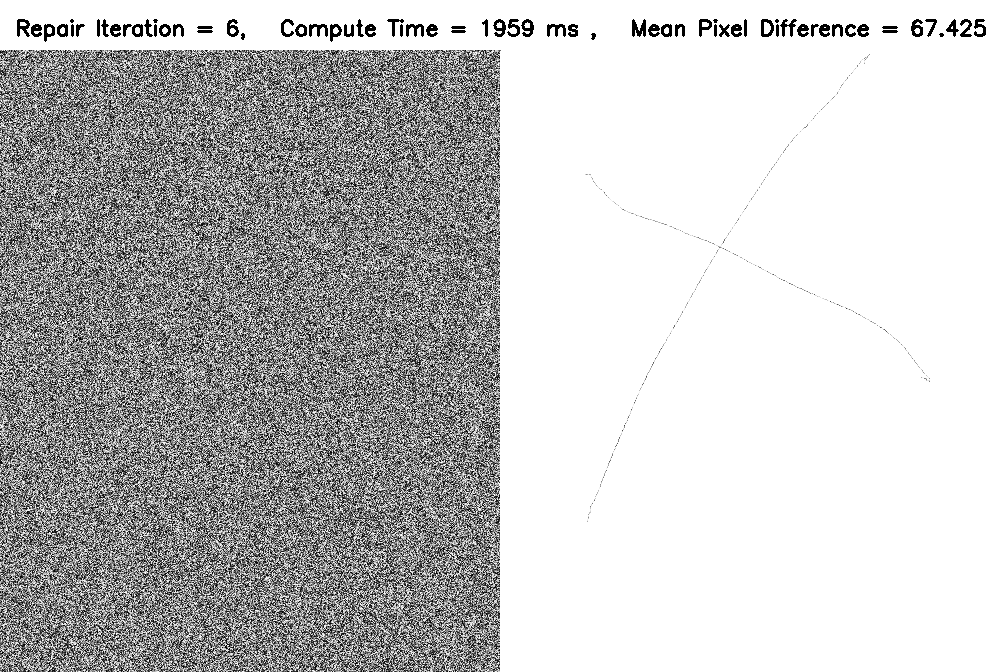 Repair Iteration = 6,   Compute Time = 1959 ms ,   Mean Pixel Difference = 67.425